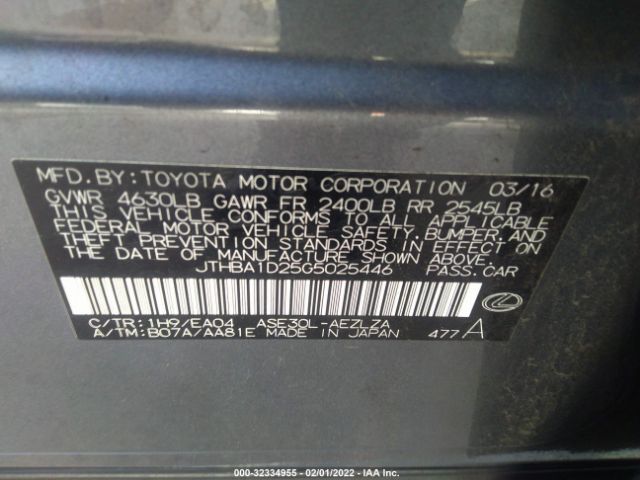 MFD.BY:TOYOTA MOTOR CORPORATION 03/16
GVWR 4630LB GAWR FR 2400LB RR 2545LB
THIS VEHICLE CONFORMS TO ALL APPLICABLE
FEDERAL MOTOR VEHICLE SAFETY,BUMPER,AND
THEFT PREVENTION STANDARDS IN EFFECT ON
THE DATE OF MANUFACTURE SHOWN ABOVE.
JTHBA1D25G5025446 PASS.CAR
C/TR:1H9/EA04 ASE30L-AEZLZA
A/TM:B07A/AA81E MADE IN JAPAN 477A
000-32334955 - 02/01/2022 - IAA Inc.